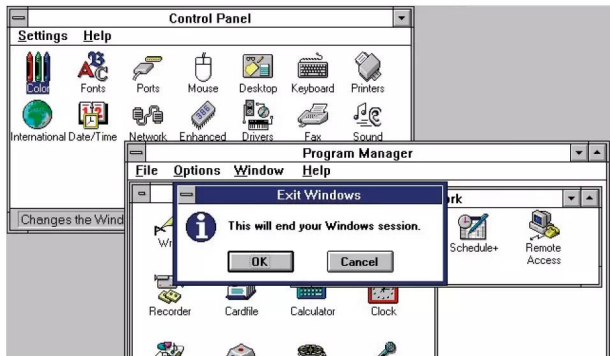 Control Panel
Settings Help
Color Fonts Ports Mouse Desktop Keyboard Printers
International Date/Time Network Enhanced Drivers Fax Sound
Program Manager
File Options Window Help
Exit Windows
This will end your Windows session.
Changes the Wind
OK Cancel
Schedule+ Remote Access
Recorder Cardfile Calculator Clock